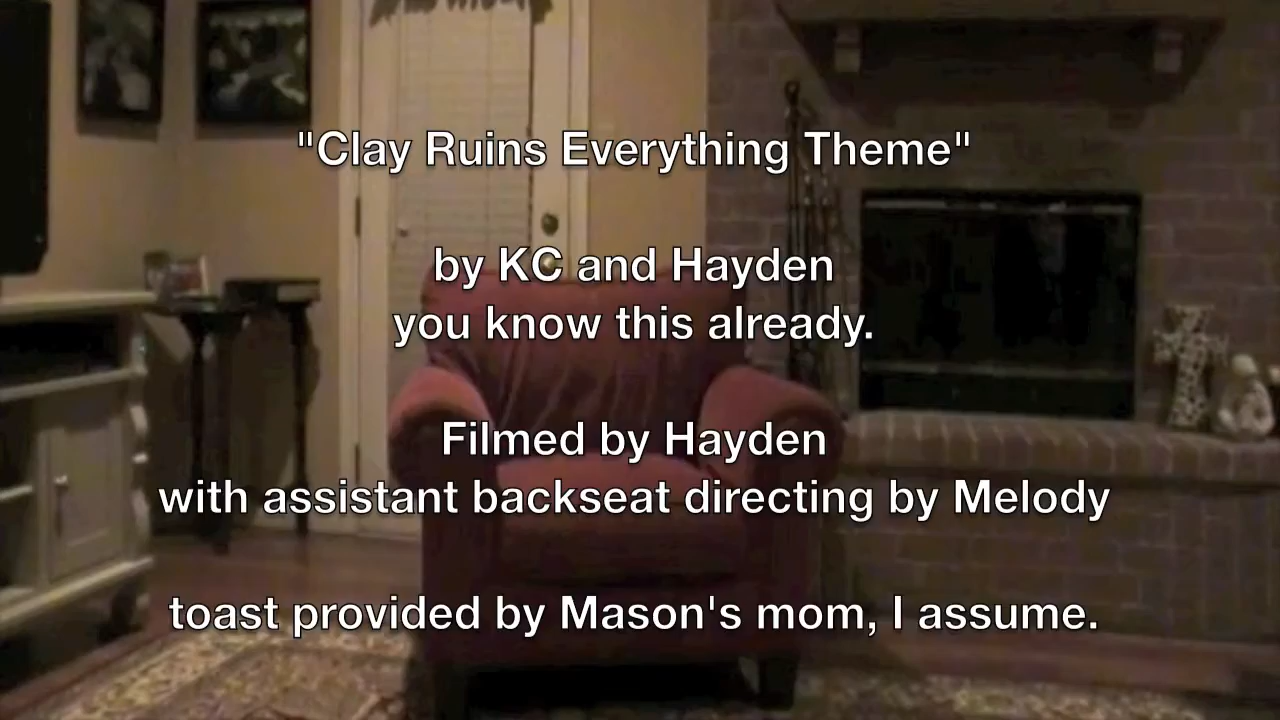 "Clay Ruins Everything Theme"
by KC and Hayden
you know this already.
Filmed by Hayden
with assistant backseat directing by Melody
toast provided by Mason's mom, I assume.